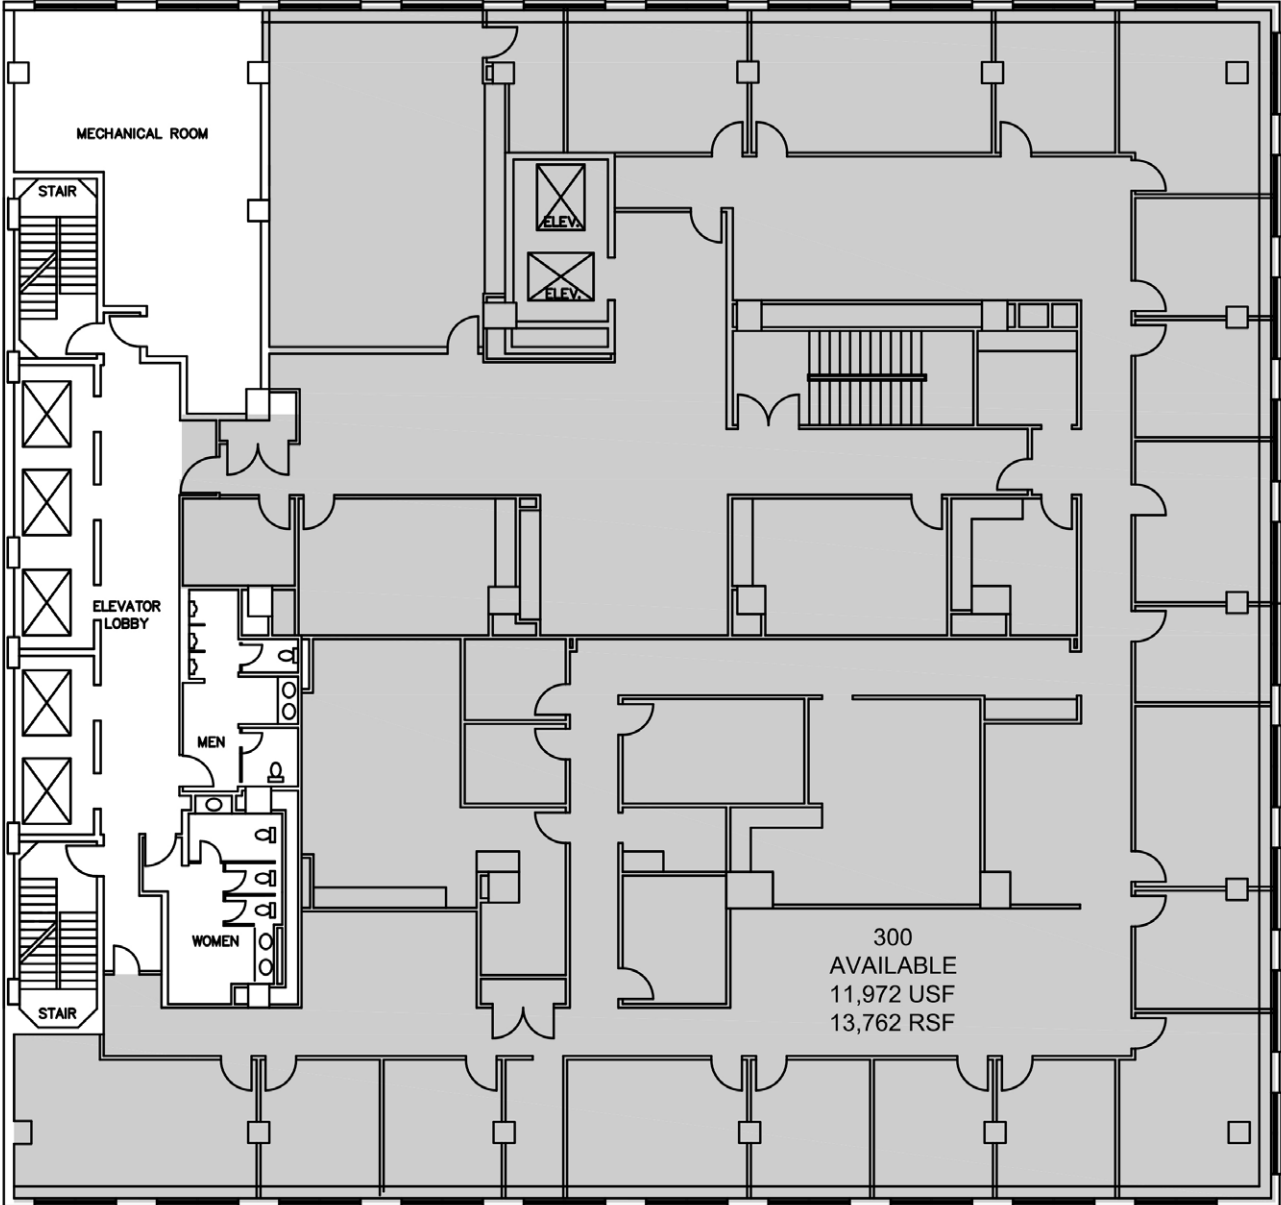 MECHANICAL ROOM
STAIR
ELEV.
ELEV.
ELEVATOR
LOBBY
MEN
WOMEN
300
AVAILABLE
11,972 USF
13,762 RSF
STAIR